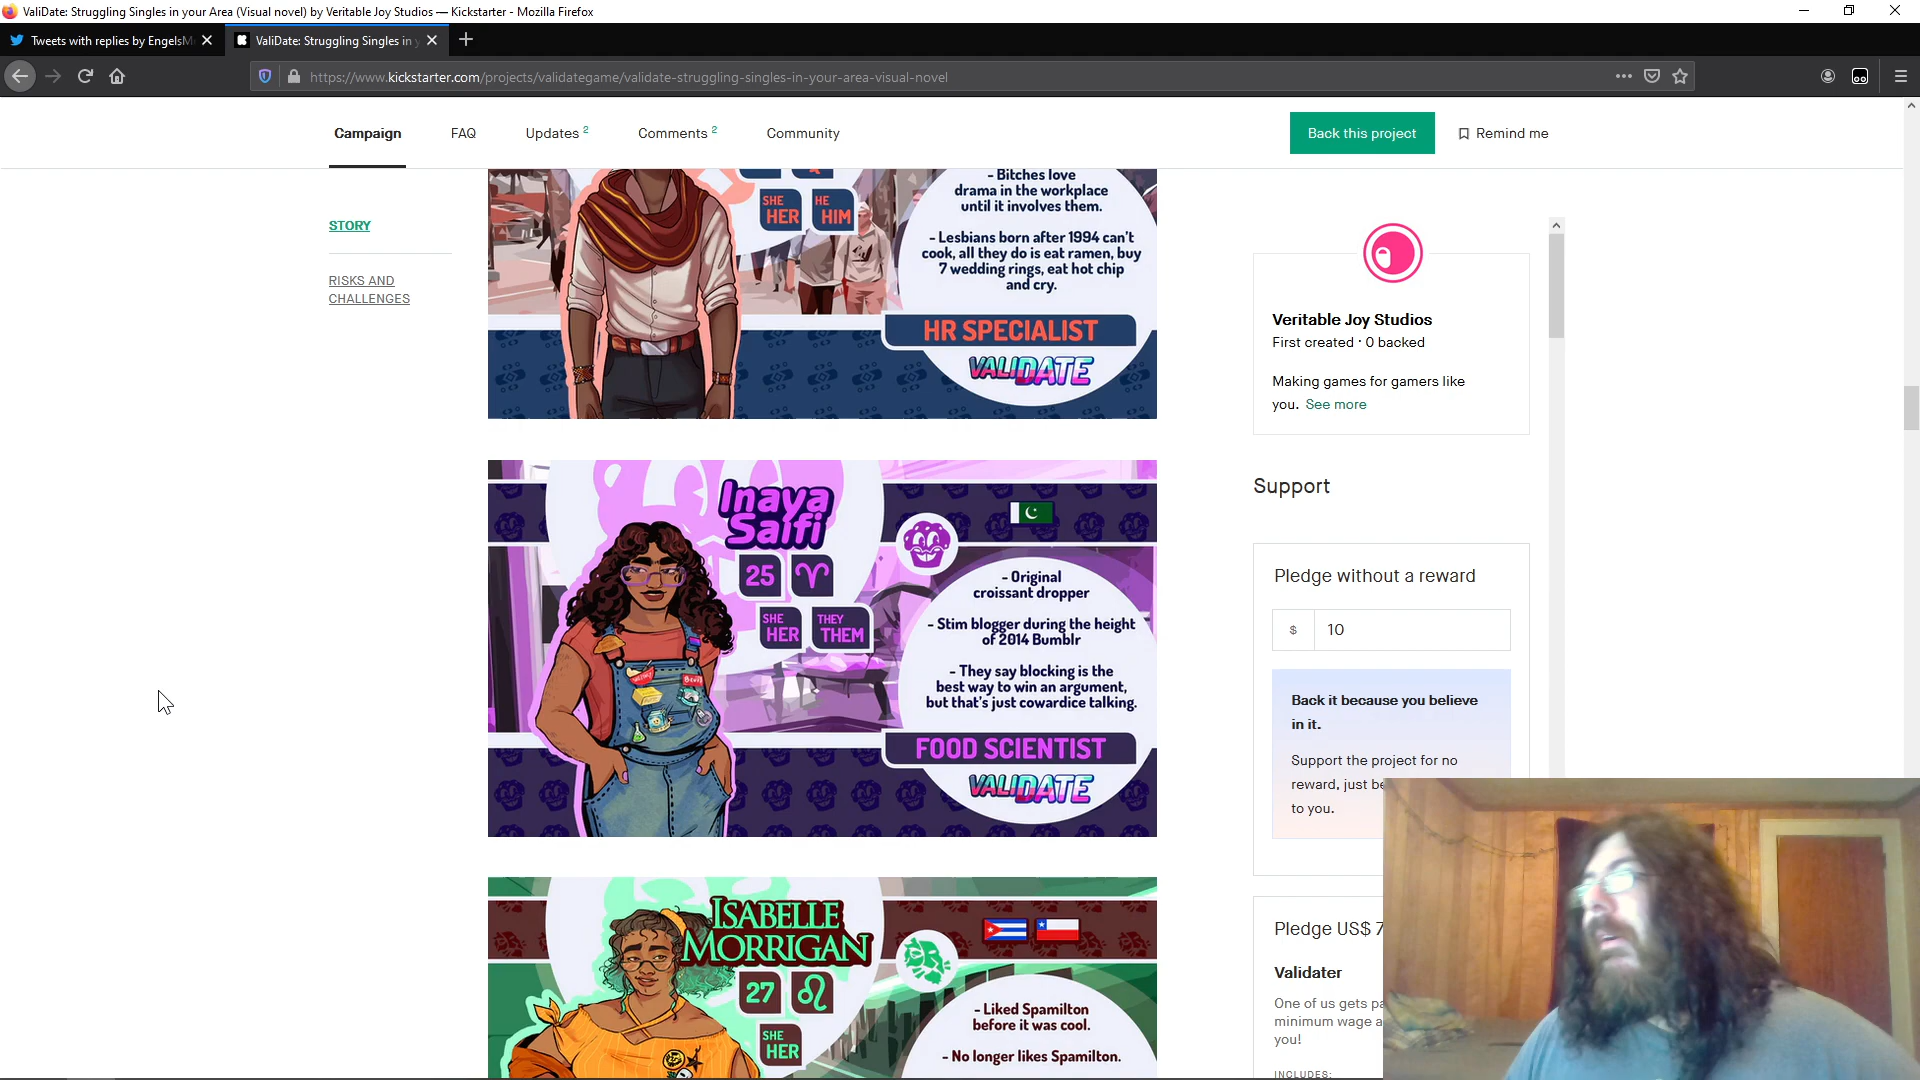 ValiDate: Struggling Singles in your Area (Visual novel) by Veritable Joy Studios — Kickstarter - Mozilla Firefox
Tweets with replies by EngelsM
ValiDate: Struggling Singles in y
https://www.kickstarter.com/projects/validategame/validate-struggling-singles-in-your-area-visual-novel
Campaign
FAQ
Updates 2
Comments 2
Community
Back this project
Remind me
STORY
RISKS AND
CHALLENGES
SHE
HER
HE
HIM
- Bitches love
drama in the workplace
until it involves them.
- Lesbians born after 1994 can't
cook, all they do is eat ramen, buy
7 wedding rings, eat hot chip
and cry.
HR SPECIALIST
VALIDATE
Inaya
Saifi
25
SHE
HER
THEY
THEM
- Original
croissant dropper
- Stim blogger during the height
of 2014 Bumblr
- They say blocking is the
best way to win an argument,
but that's just cowardice talking.
FOOD SCIENTIST
VALIDATE
ISABELLE
MORRIGAN
27
SHE
HER
- Liked Spamilton
before it was cool.
- No longer likes Spamilton.
Veritable Joy Studios
First created · 0 backed
Making games for gamers like
you. See more
Support
Pledge without a reward
$ 10
Back it because you believe
in it.
Support the project for no
reward, just be
to you.
Pledge US$ 7
Validater
One of us gets pa
minimum wage a
you!
INCLUDES: